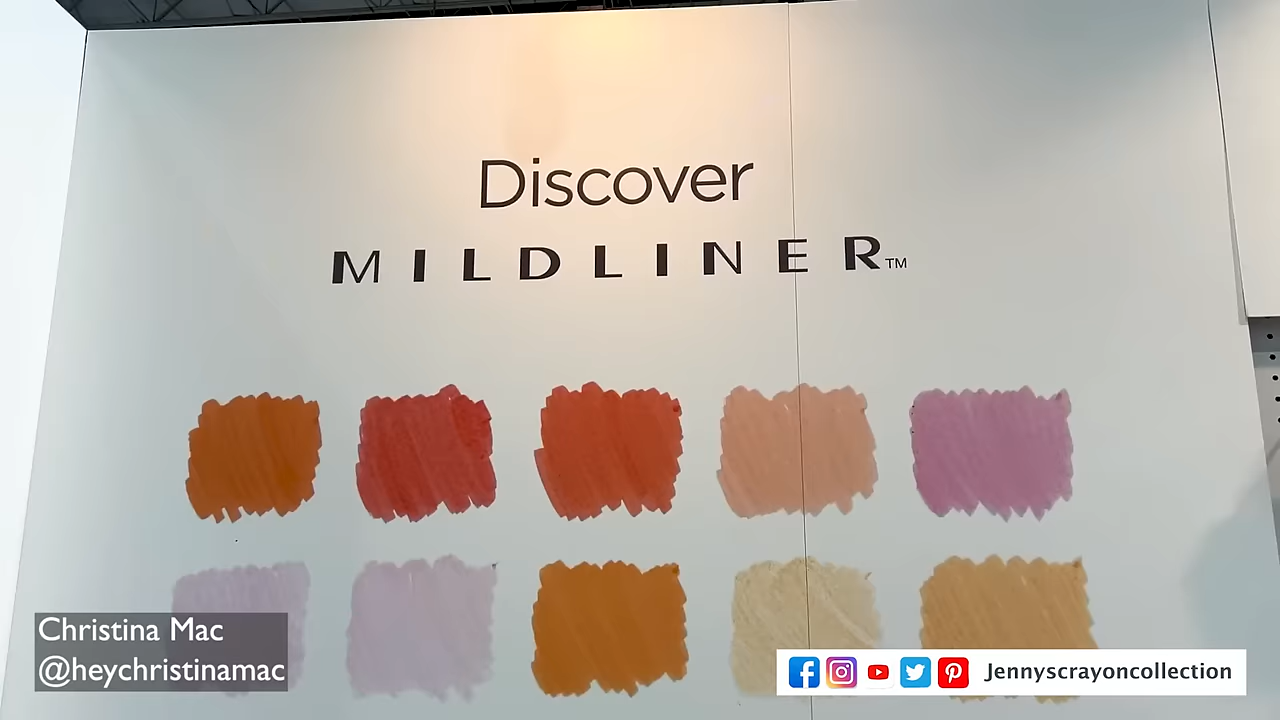 Discover
MILDLINER™
Christina Mac
@heychristinamac
Jennyscrayoncollection